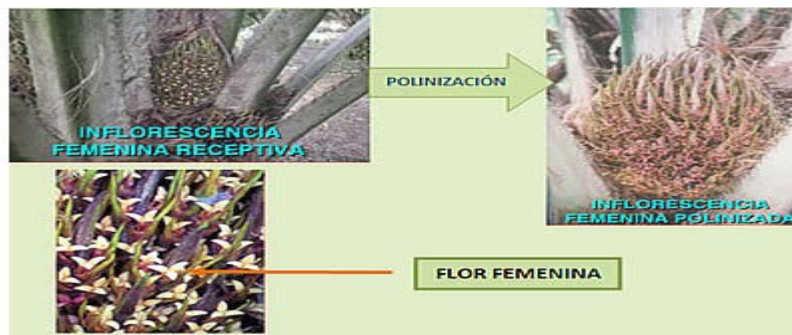 INFLORESCENCIA
FEMENINA RECEPTIVA
POLINIZACIÓN
INFLORESCENCIA
FEMENINA POLINIZADA
FLOR FEMENINA